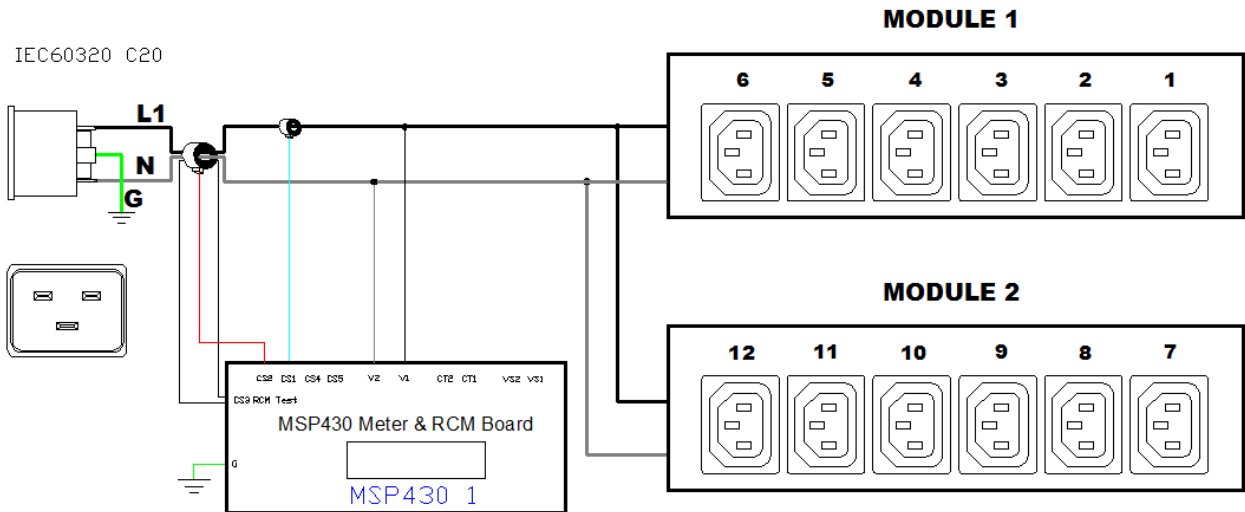 MODULE 1
IEC60320 C20
6 5 4 3 2 1
L1
N
G
MODULE 2
12 11 10 9 8 7
CS2 CS1 CS4 CS5 V2 V1 CT2 CT1 VS2 VS1
CS3 RCM Test
MSP430 Meter & RCM Board
G
MSP430 1